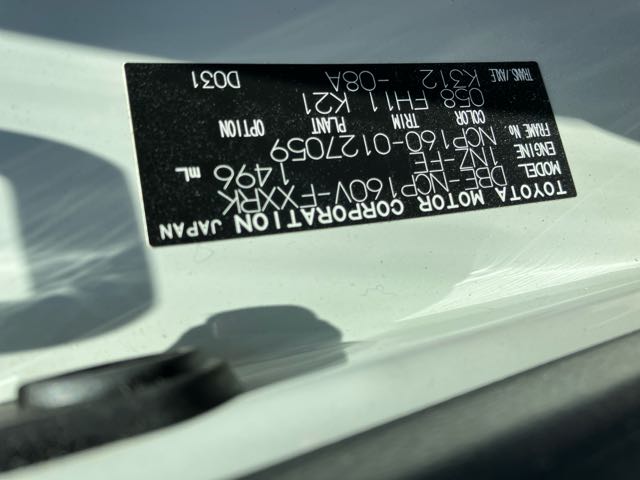 TOYOTA MOTOR CORPORATION JAPAN
MODEL DBE-NCP160V-FXXBK
ENGINE 1NZ-FE 1496 mL
FRAME No NCP160-0127059
COLOR TRIM PLANT OPTION
058 FH11 K21
TRANS/AXLE K312 -08A D031